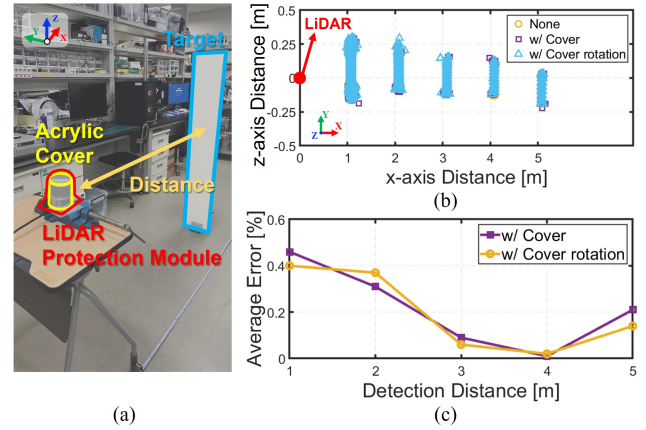 Z
Y
X
Target
Acrylic
Cover
Distance
LiDAR
Protection Module
(a)
z-axis Distance [m]
0.5
0.25
0
-0.25
-0.5
LiDAR
None
w/ Cover
w/ Cover rotation
Y
Z
X
0 1 2 3 4 5
x-axis Distance [m]
(b)
Average Error [%]
0.6
0.4
0.2
0
w/ Cover
w/ Cover rotation
1 2 3 4 5
Detection Distance [m]
(c)